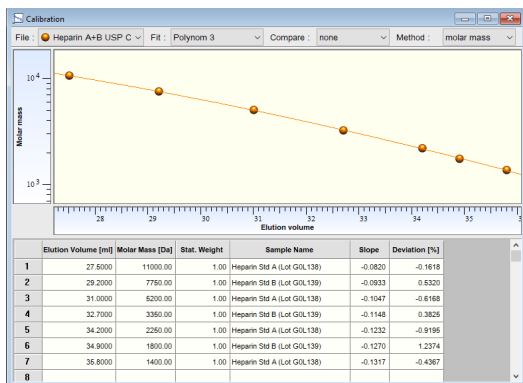 Calibration
File : Heparin A+B USP C Fit : Polynom 3 Compare : none Method : molar mass
Molar mass
10 4
10 3
28 29 30 31 32 33 34 35
Elution volume
Elution Volume [ml] Molar Mass [Da] Stat. Weight Sample Name Slope Deviation [%]
1 27.5000 11000.00 1.00 Heparin Std A (Lot G0L138) -0.0820 -0.1618
2 29.2000 7750.00 1.00 Heparin Std B (Lot G0L139) -0.0933 0.5320
3 31.0000 5200.00 1.00 Heparin Std A (Lot G0L138) -0.1047 -0.6168
4 32.7000 3350.00 1.00 Heparin Std B (Lot G0L139) -0.1148 0.3825
5 34.2000 2250.00 1.00 Heparin Std A (Lot G0L138) -0.1232 -0.9195
6 34.9000 1800.00 1.00 Heparin Std B (Lot G0L139) -0.1270 1.2374
7 35.8000 1400.00 1.00 Heparin Std A (Lot G0L138) -0.1317 -0.4367
8